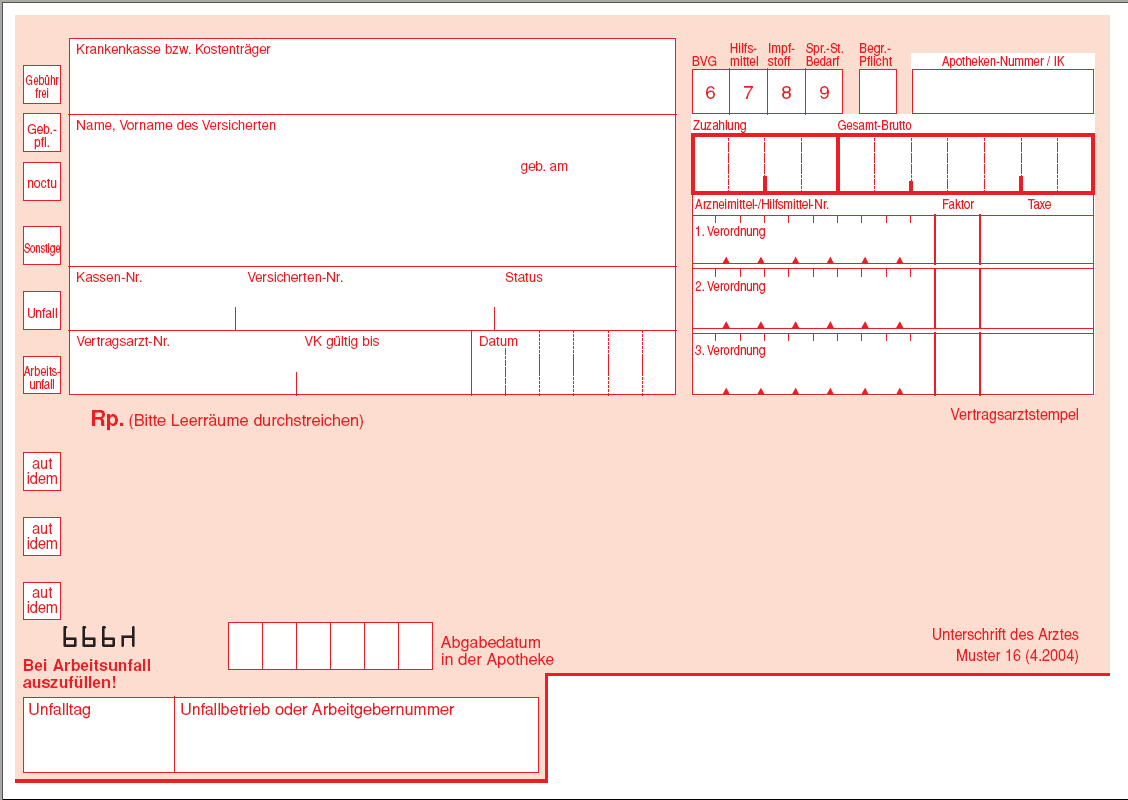 Krankenkasse bzw. Kostenträger
BVG
Hilfs-
mittel
Impf-
stoff
Spr.-St.
Bedarf
Begr.-
Pflicht
Apotheken-Nummer / IK
6 7 8 9
Gebühr
frei
Geb.-
pfl.
noctu
Sonstige
Unfall
Arbeits-
unfall
Name, Vorname des Versicherten
geb. am
Kassen-Nr. Versicherten-Nr. Status
Vertragsarzt-Nr. VK gültig bis Datum
Zuzahlung Gesamt-Brutto
Arzneimittel-/Hilfsmittel-Nr. Faktor Taxe
1. Verordnung
2. Verordnung
3. Verordnung
Rp. (Bitte Leerräume durchstreichen)
Vertragsarztstempel
aut
idem
aut
idem
aut
idem
Abgabedatum
in der Apotheke
Unterschrift des Arztes
Muster 16 (4.2004)
Bei Arbeitsunfall
auszufüllen!
Unfalltag
Unfallbetrieb oder Arbeitgebernummer